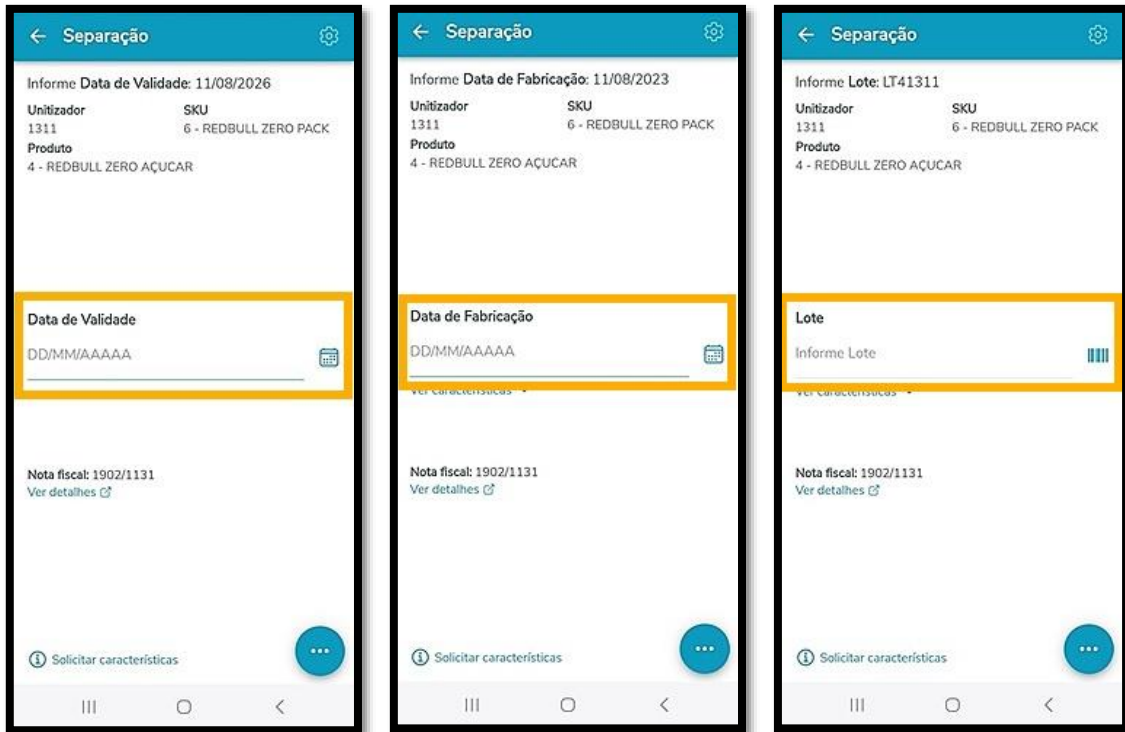 Separação
Informe Data de Validade: 11/08/2026
Unitizador SKU
1311 6 - REDBULL ZERO PACK
Produto
4 - REDBULL ZERO AÇUCAR
Data de Validade
DD/MM/AAAAA
Nota fiscal: 1902/1131
Ver detalhes
Solicitar características
Separação
Informe Data de Fabricação: 11/08/2023
Unitizador SKU
1311 6 - REDBULL ZERO PACK
Produto
4 - REDBULL ZERO AÇUCAR
Data de Fabricação
DD/MM/AAAAA
Ver características
Nota fiscal: 1902/1131
Ver detalhes
Solicitar características
Separação
Informe Lote: LT41311
Unitizador SKU
1311 6 - REDBULL ZERO PACK
Produto
4 - REDBULL ZERO AÇUCAR
Lote
Informe Lote
Ver características
Nota fiscal: 1902/1131
Ver detalhes
Solicitar características